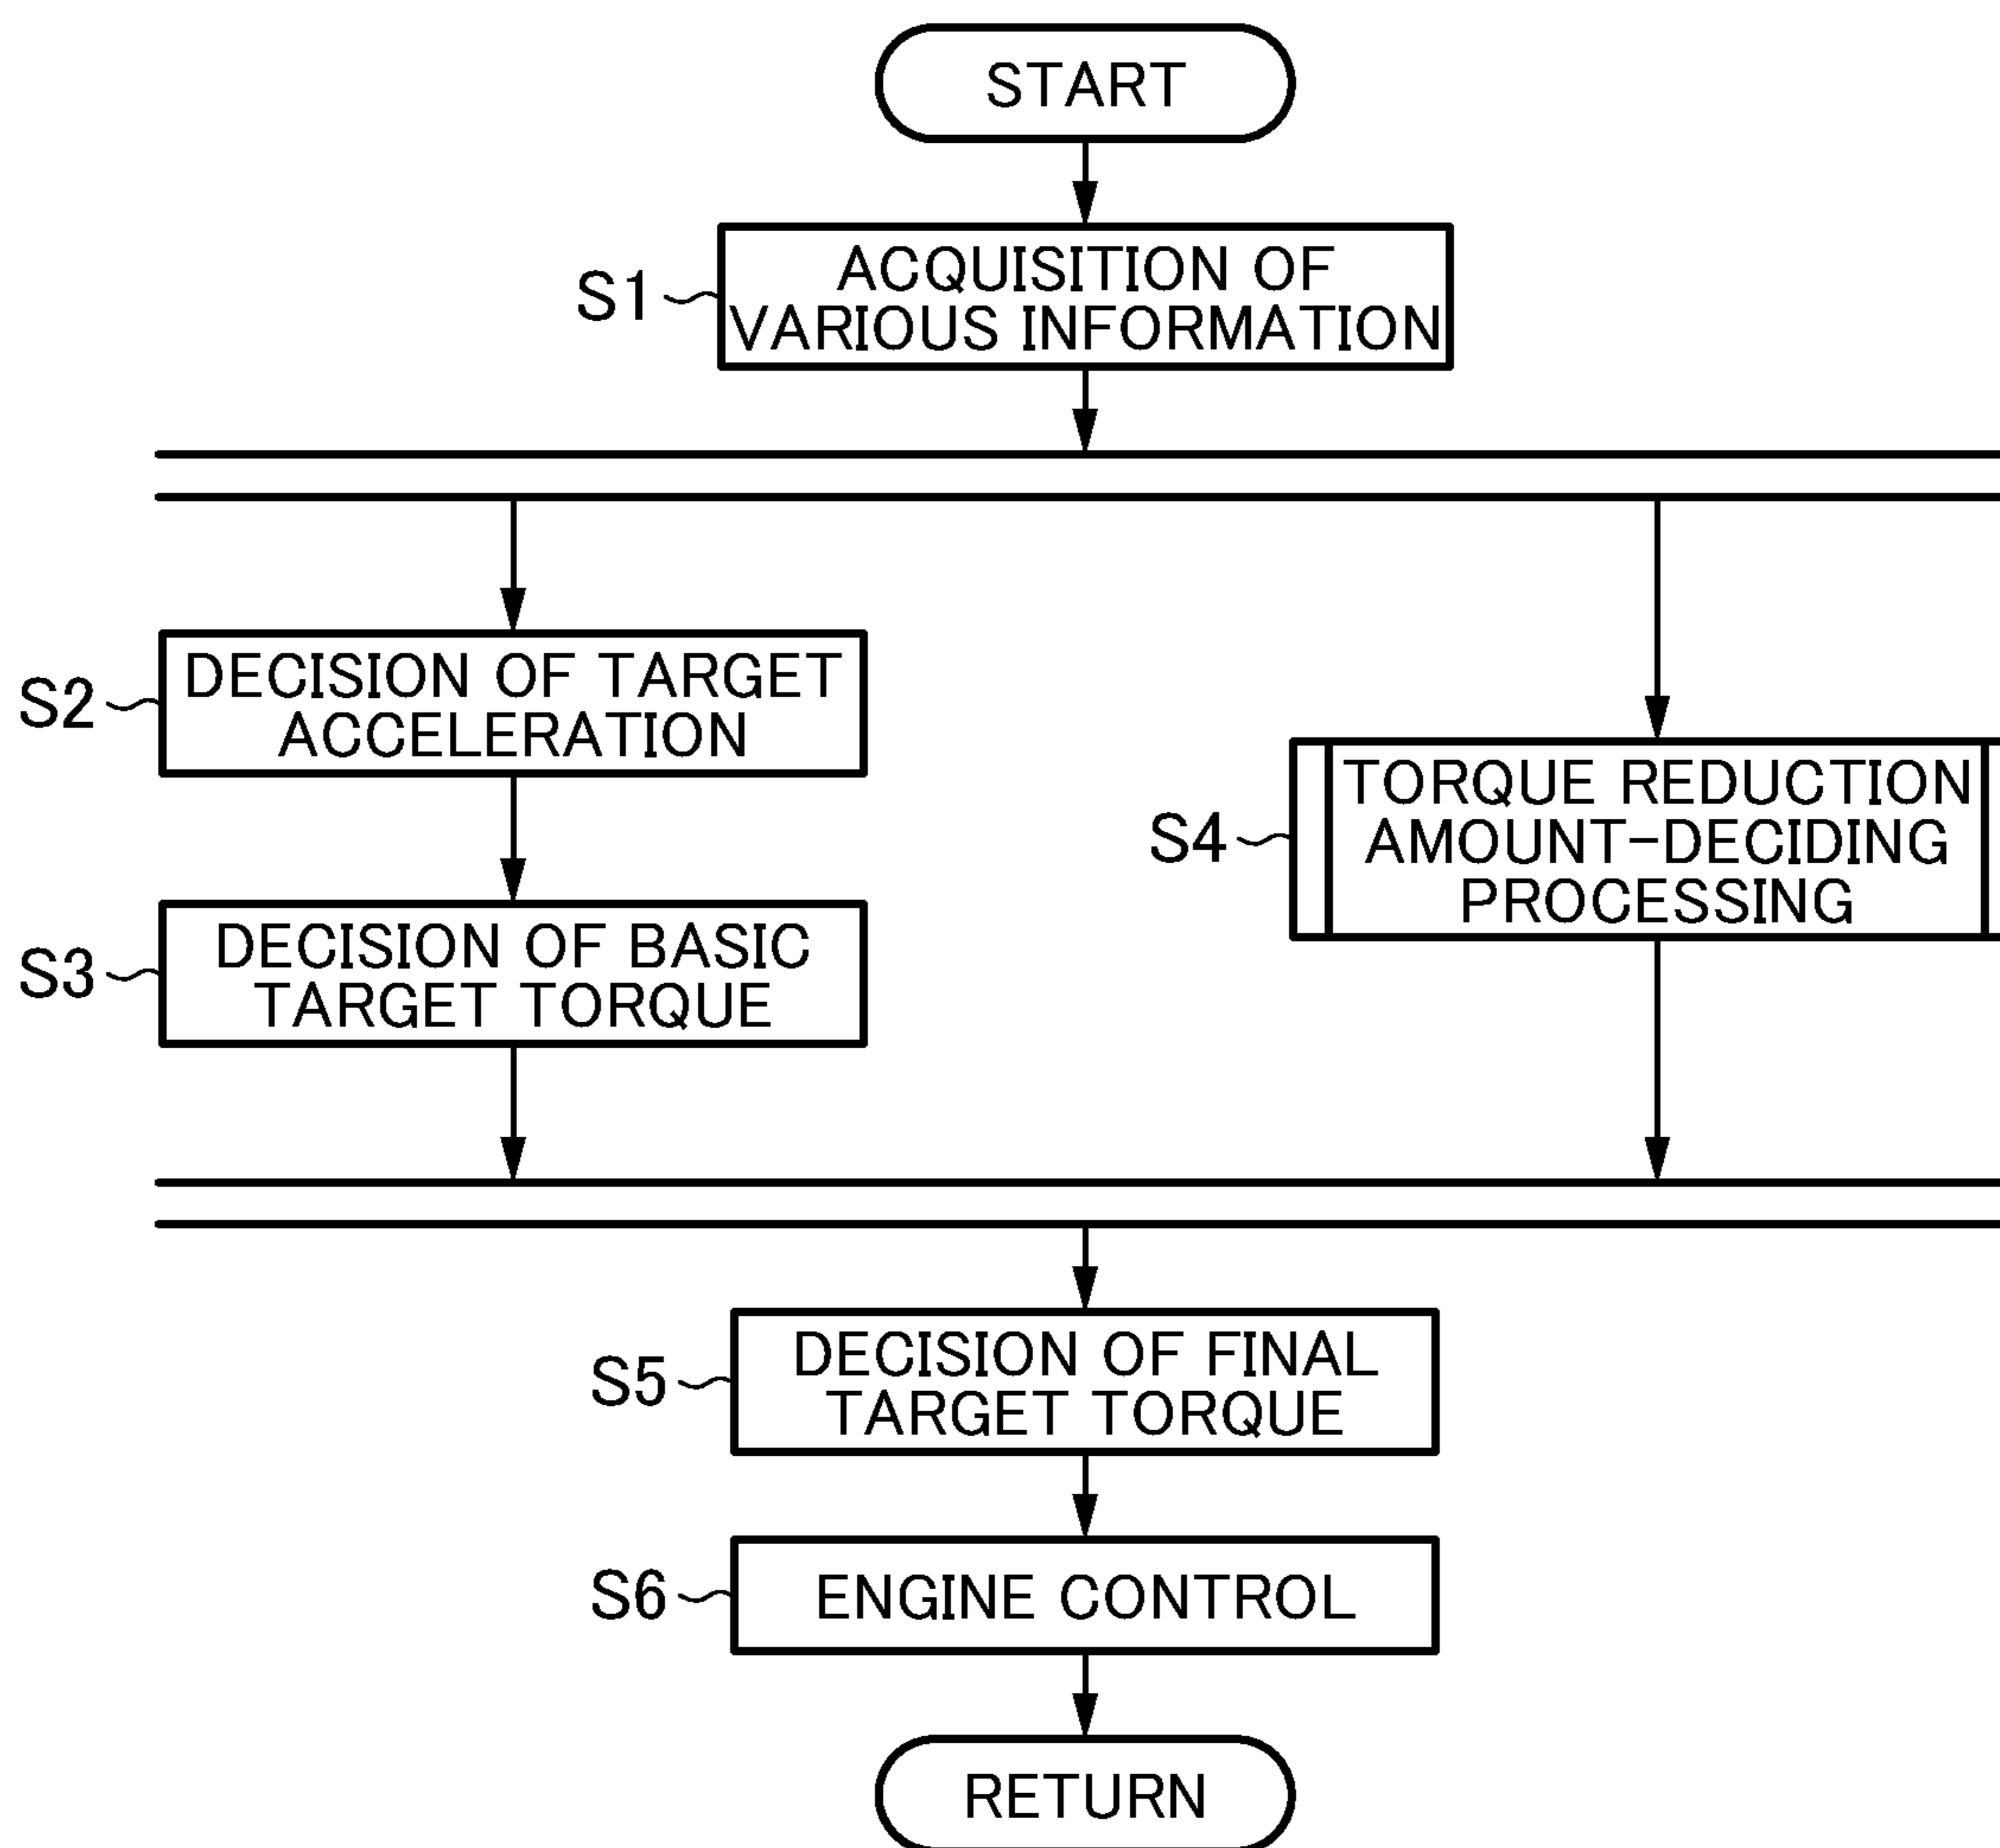 START
S1
ACQUISITION OF
VARIOUS INFORMATION
S2
DECISION OF TARGET
ACCELERATION
S3
DECISION OF BASIC
TARGET TORQUE
S4
TORQUE REDUCTION
AMOUNT-DECIDING
PROCESSING
S5
DECISION OF FINAL
TARGET TORQUE
S6
ENGINE CONTROL
RETURN